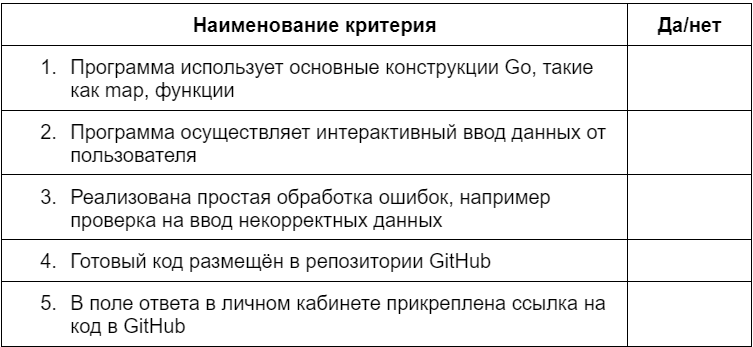 Наименование критерия Да/нет
1. Программа использует основные конструкции Go, такие
как map, функции
2. Программа осуществляет интерактивный ввод данных от
пользователя
3. Реализована простая обработка ошибок, например
проверка на ввод некорректных данных
4. Готовый код размещён в репозитории GitHub
5. В поле ответа в личном кабинете прикреплена ссылка на
код в GitHub